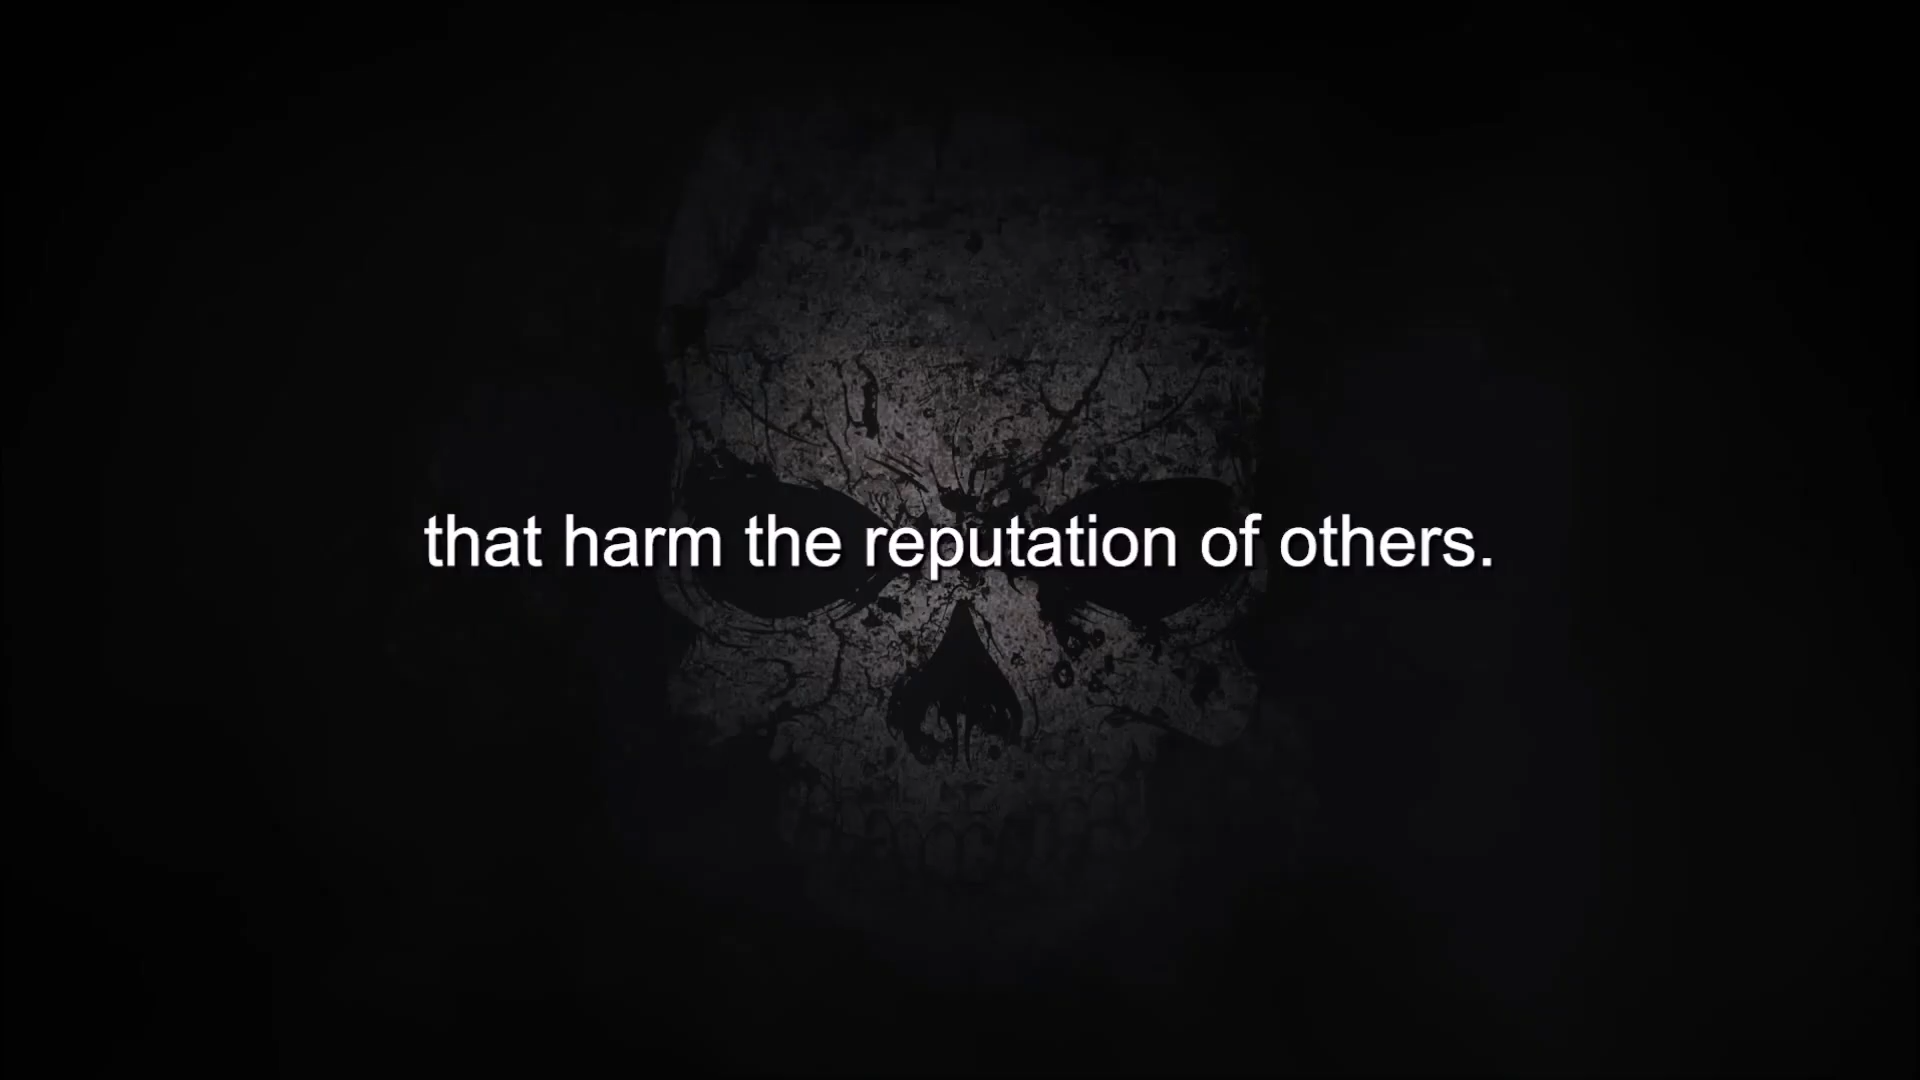 that harm the reputation of others.